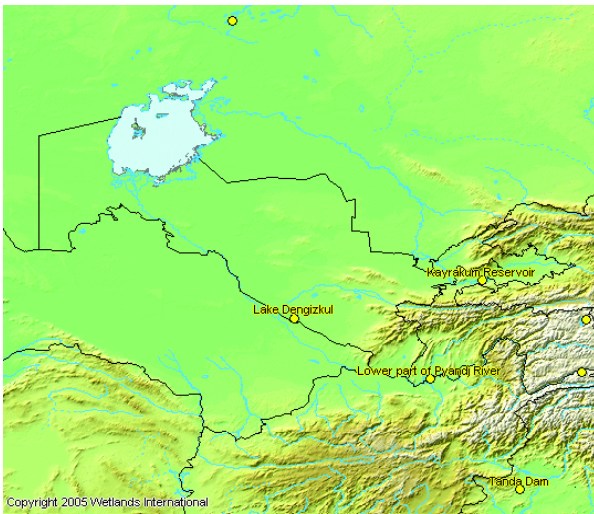 Kayrakum Reservoir
Lake Dengizkul
Lower part of Pyandj River
Tanda Dam
Copyright 2005 Wetlands International